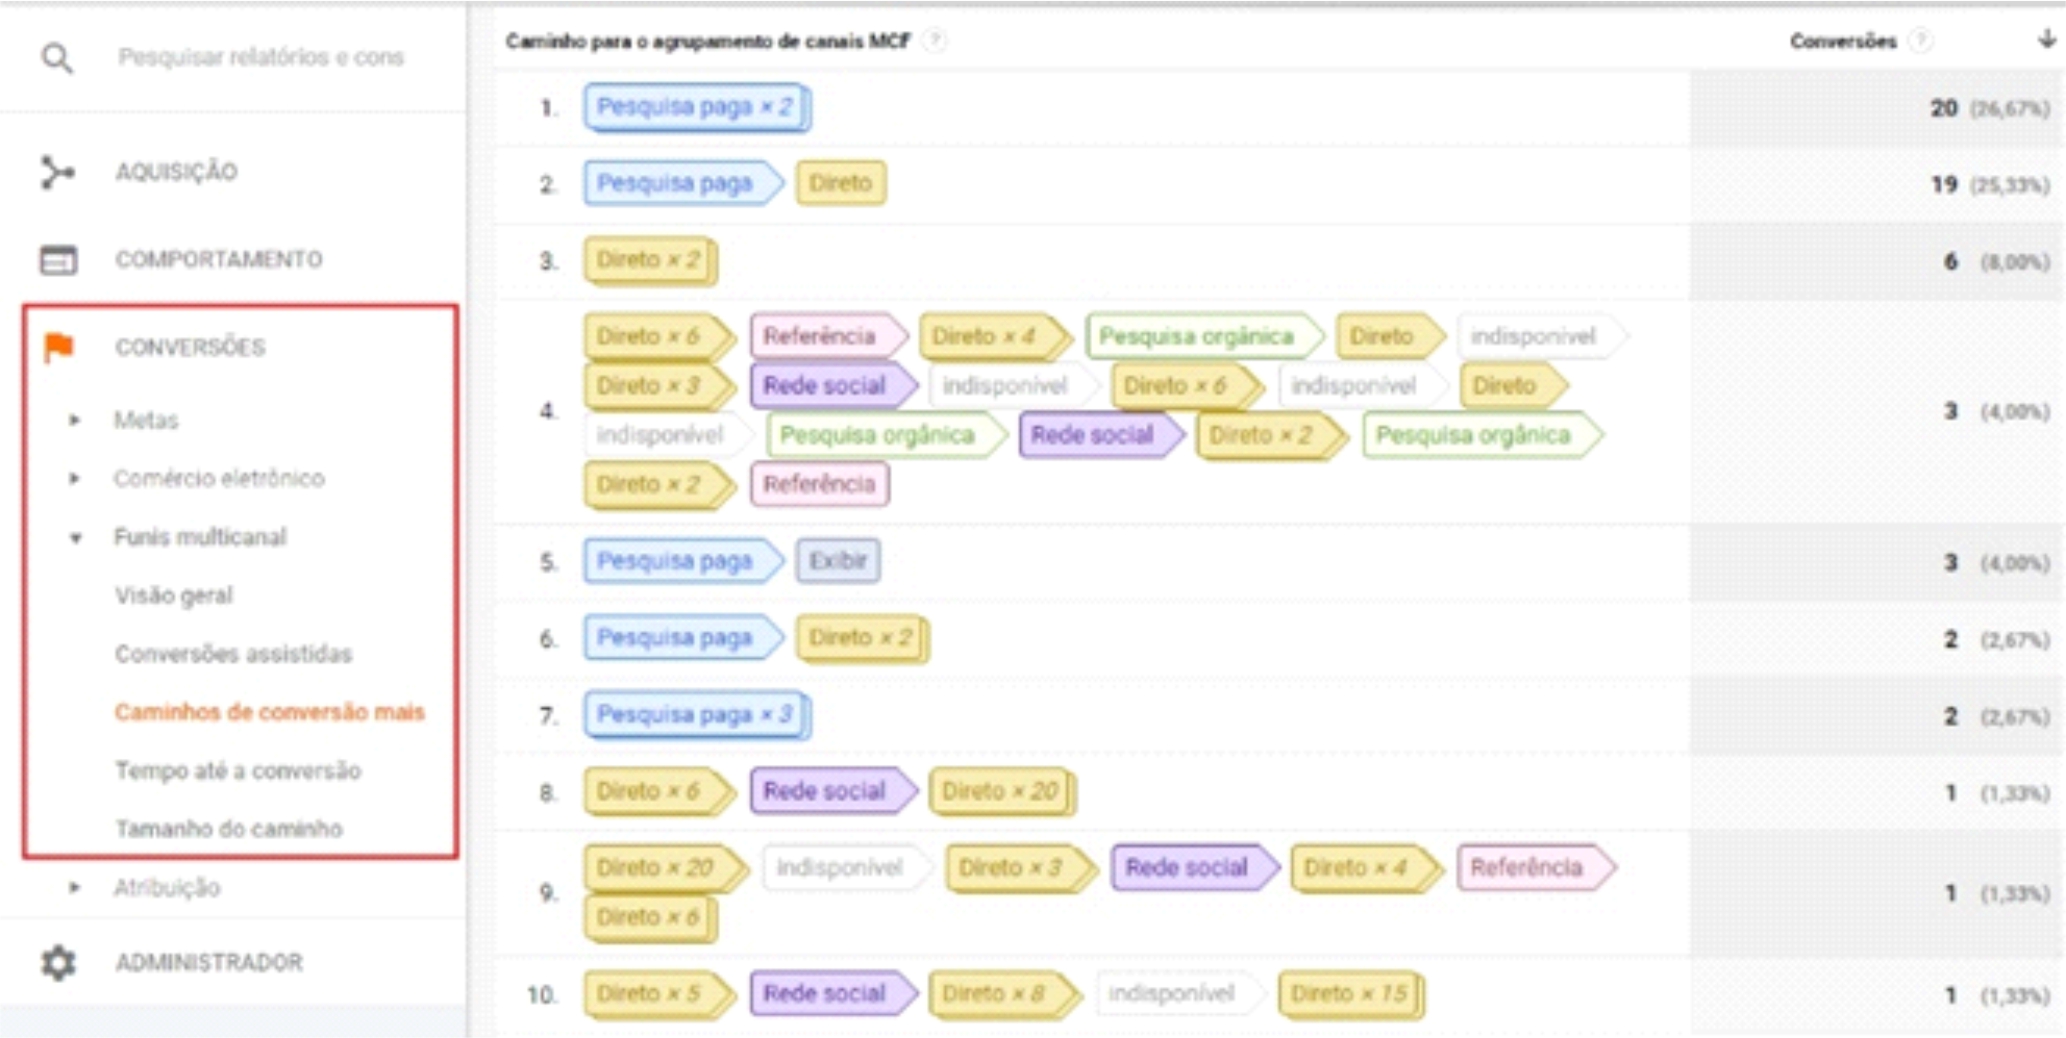 Pesquisar relatórios e cons
AQUISIÇÃO
COMPORTAMENTO
CONVERSÕES
Metas
Comércio eletrônico
Funis multicanal
Visão geral
Conversões assistidas
Caminhos de conversão mais
Tempo até a conversão
Tamanho do caminho
Atribuição
ADMINISTRADOR
Caminho para o agrupamento de canais MCF ? Conversões ?
1. Pesquisa paga × 2 20 (26,67%)
2. Pesquisa paga Direto 19 (25,33%)
3. Direto × 2 6 (8,00%)
Direto × 6 Referência Direto × 4 Pesquisa orgânica Direto indisponível
Direto × 3 Rede social indisponível Direto × 6 indisponível Direto
4. 3 (4,00%)
indisponível Pesquisa orgânica Rede social Direto × 2 Pesquisa orgânica
Direto × 2 Referência
5. Pesquisa paga Exibir 3 (4,00%)
6. Pesquisa paga Direto × 2 2 (2,67%)
7. Pesquisa paga × 3 2 (2,67%)
8. Direto × 6 Rede social Direto × 20 1 (1,33%)
Direto × 20 indisponível Direto × 3 Rede social Direto × 4 Referência
9. 1 (1,33%)
Direto × 6
10. Direto × 5 Rede social Direto × 8 indisponível Direto × 15 1 (1,33%)